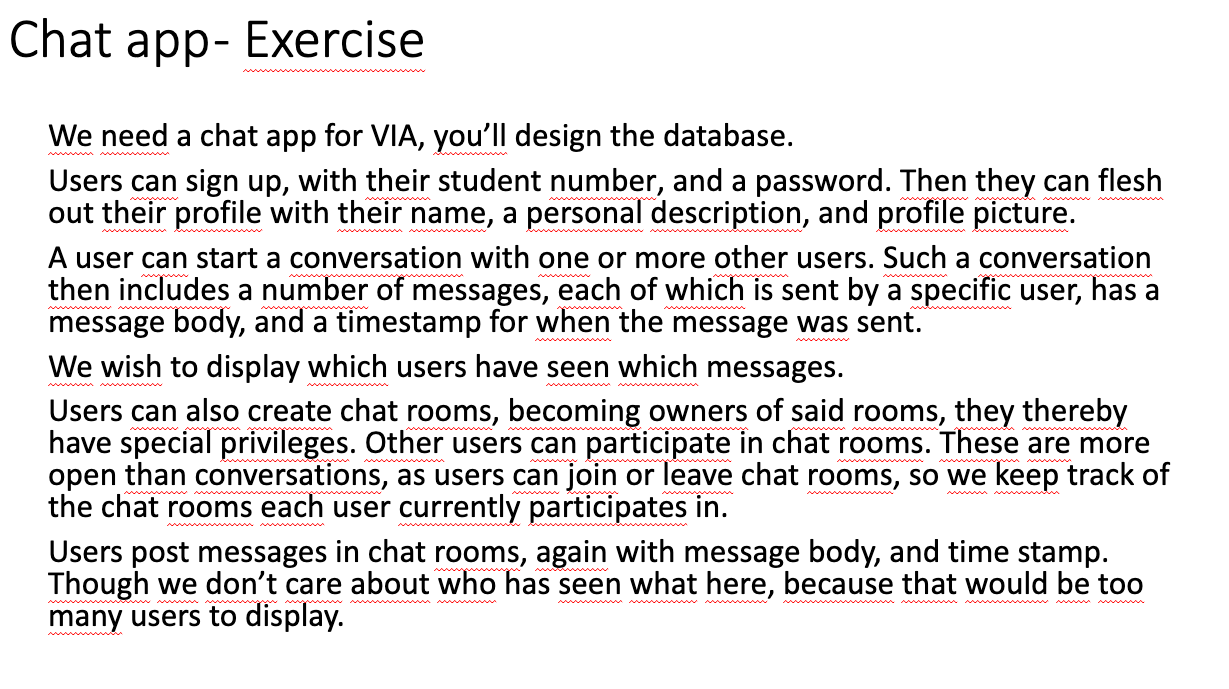 Chat app- Exercise
We need a chat app for VIA, you’ll design the database.
Users can sign up, with their student number, and a password. Then they can flesh
out their profile with their name, a personal description, and profile picture.
A user can start a conversation with one or more other users. Such a conversation
then includes a number of messages, each of which is sent by a specific user, has a
message body, and a timestamp for when the message was sent.
We wish to display which users have seen which messages.
Users can also create chat rooms, becoming owners of said rooms, they thereby
have special privileges. Other users can participate in chat rooms. These are more
open than conversations, as users can join or leave chat rooms, so we keep track of
the chat rooms each user currently participates in.
Users post messages in chat rooms, again with message body, and time stamp.
Though we don’t care about who has seen what here, because that would be too
many users to display.